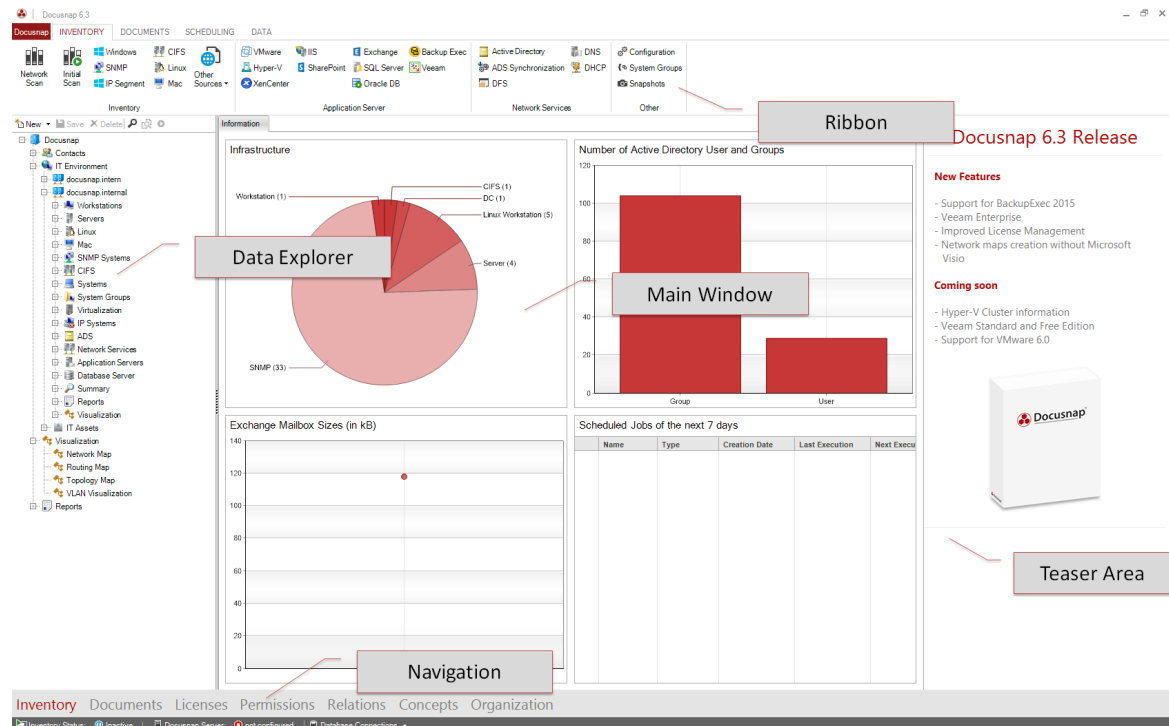 Docusnap 6.3
Docusnap INVENTORY DOCUMENTS SCHEDULING DATA
Network Scan
Initial Scan
Windows
SNMP
IP Segment
CIFS
Linux
Mac
Other Sources
Inventory
VMware
Hyper-V
XenCenter
IIS
SharePoint
Exchange
SQL Server
Oracle DB
Backup Exec
Veeam
Application Server
Active Directory
ADS Synchronization
DFS
DNS
DHCP
Network Services
Configuration
System Groups
Snapshots
Other
Ribbon
New Save Delete
Docusnap
Contacts
IT Environment
docusnap.intern
docusnap.internal
Workstations
Servers
Linux
Mac
SNMP Systems
CIFS
Systems
System Groups
Virtualization
IP Systems
ADS
Network Services
Application Servers
Database Server
Summary
Reports
Visualization
IT Assets
Visualization
Network Map
Routing Map
Topology Map
VLAN Visualization
Reports
Data Explorer
Information
Infrastructure
Workstation (1)
CIFS (1)
DC (1)
Linux Workstation (5)
Server (4)
SNMP (33)
Main Window
Number of Active Directory User and Groups
120
100
80
60
40
20
0
Group User
Exchange Mailbox Sizes (in kB)
140
120
100
80
60
40
20
0
Scheduled Jobs of the next 7 days
Name Type Creation Date Last Execution Next Execu
Docusnap 6.3 Release
New Features
- Support for BackupExec 2015
- Veeam Enterprise
- Improved License Management
- Network maps creation without Microsoft
Visio
Coming soon
- Hyper-V Cluster information
- Veeam Standard and Free Edition
- Support for VMware 6.0
Docusnap
Teaser Area
Navigation
Inventory Documents Licenses Permissions Relations Concepts Organization
Inventory Status: Inactive Docusnap Server: not configured Database Connections